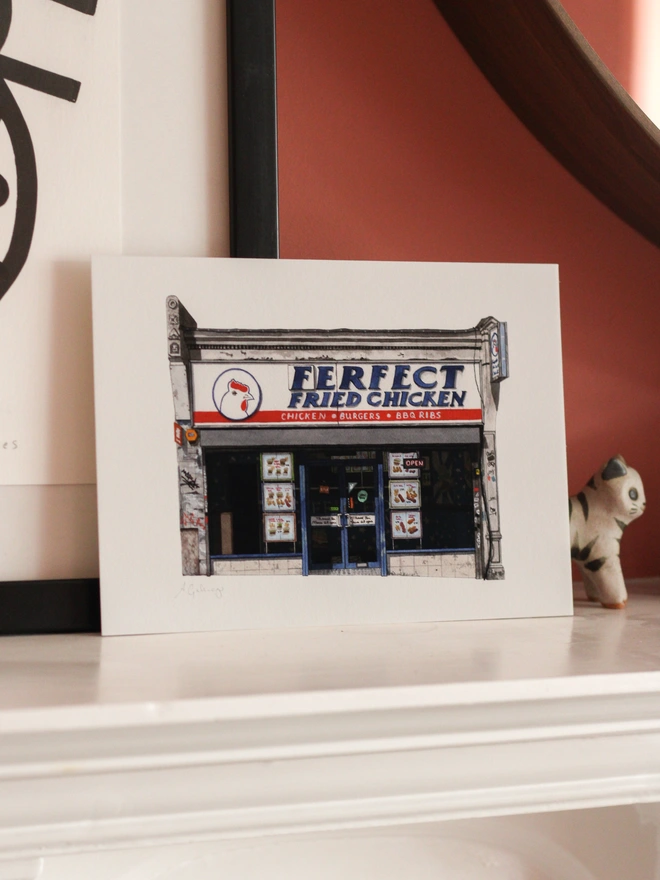 FERFECT
FRIED CHICKEN
CHICKEN • BURGERS • BBQ RIBS
OPEN